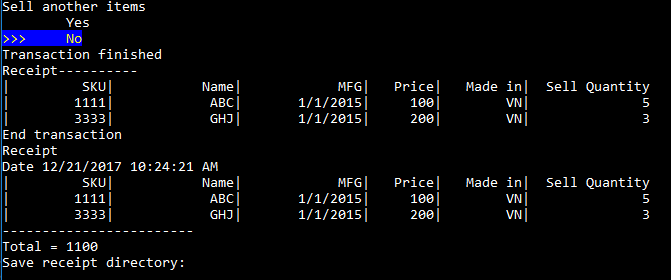 Sell another items
        Yes
>>>     No
Transaction finished
Receipt----------
|         SKU|           Name|             MFG|   Price|   Made in|   Sell Quantity
|        1111|            ABC|        1/1/2015|     100|        VN|               5
|        3333|            GHJ|        1/1/2015|     200|        VN|               3
End transaction
Receipt
Date 12/21/2017 10:24:21 AM
|         SKU|           Name|             MFG|   Price|   Made in|   Sell Quantity
|        1111|            ABC|        1/1/2015|     100|        VN|               5
|        3333|            GHJ|        1/1/2015|     200|        VN|               3
------------------------
Total = 1100
Save receipt directory: